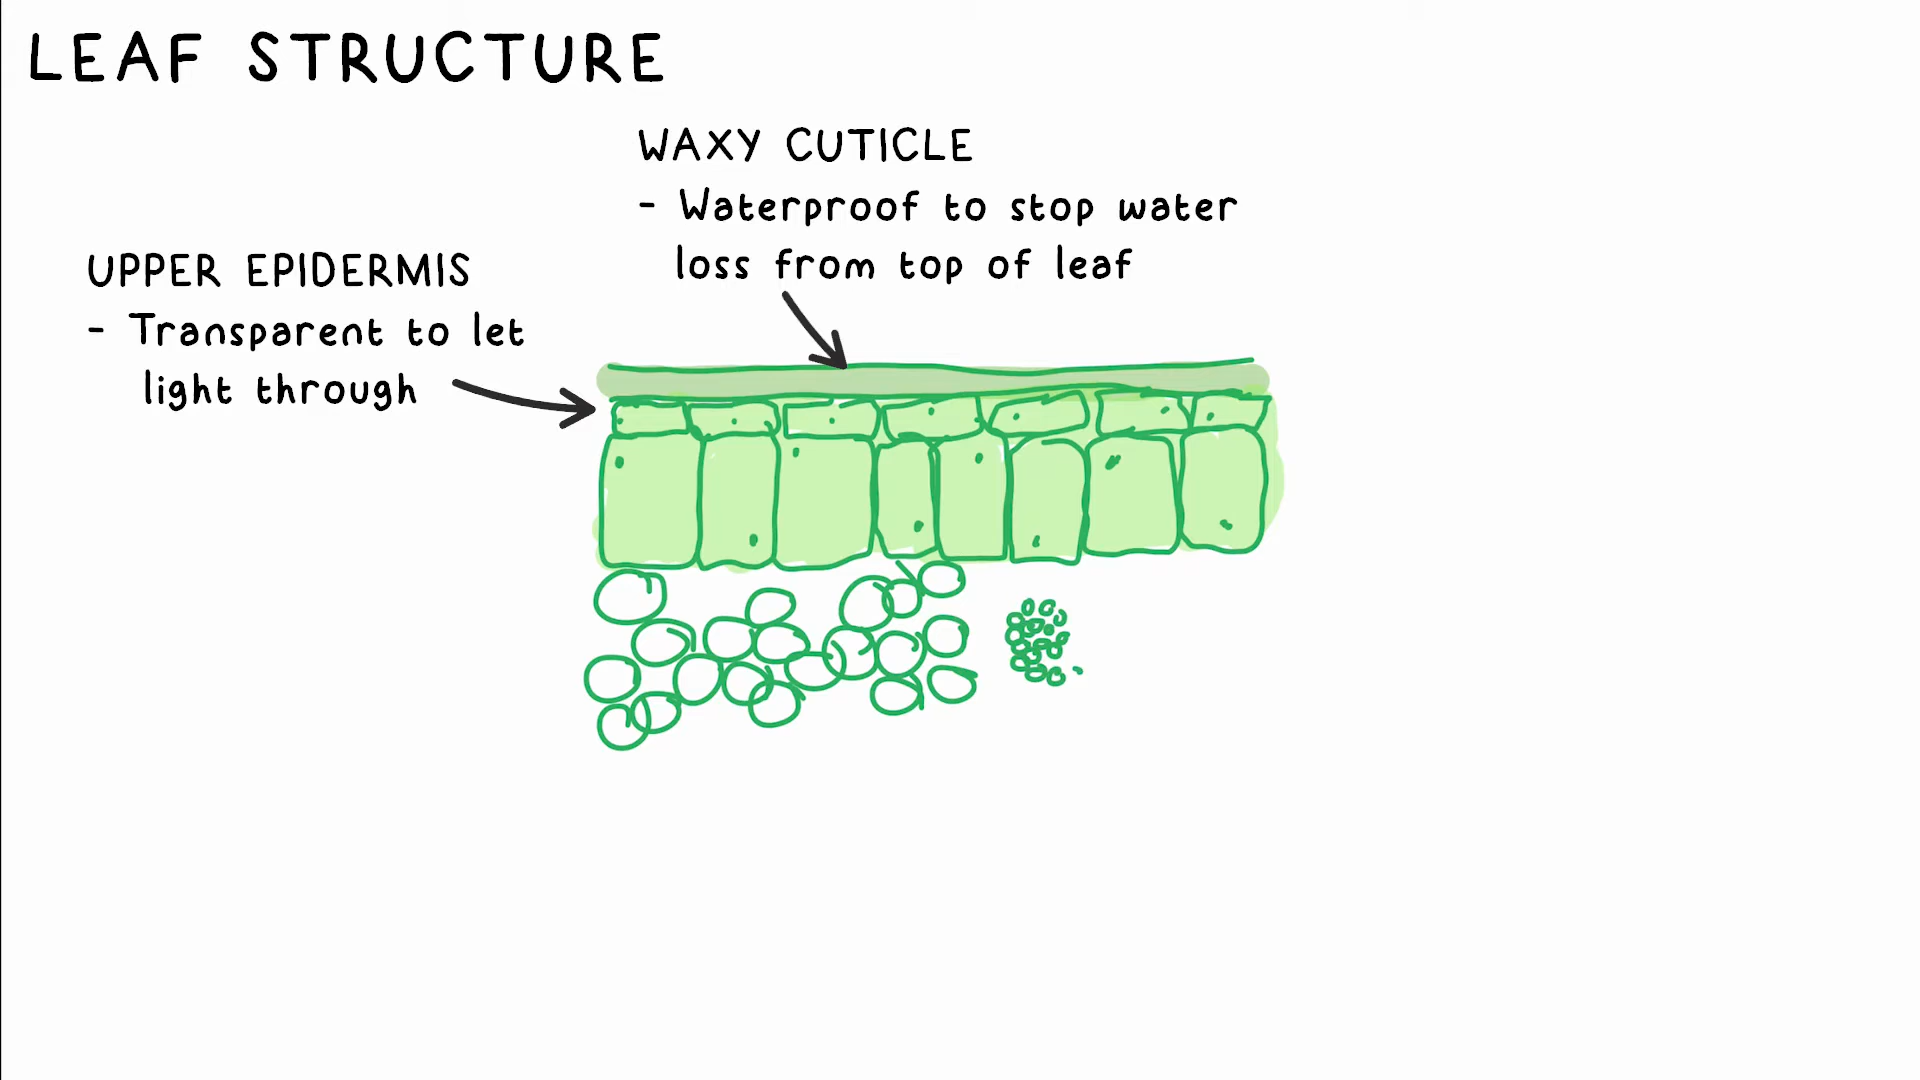 LEAF STRUCTURE
WAXY CUTICLE
- Waterproof to stop water
loss from top of leaf
UPPER EPIDERMIS
- Transparent to let
light through